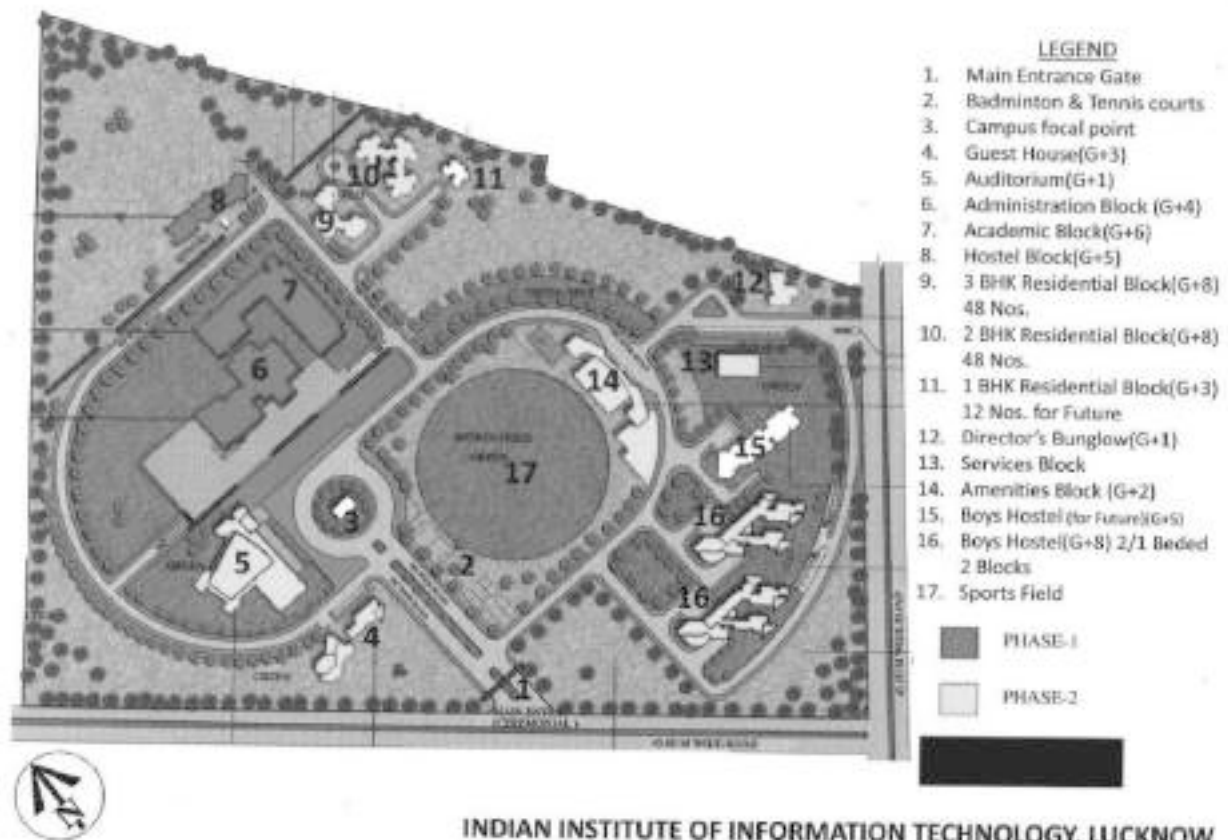 LEGEND
1. Main Entrance Gate
2. Badminton & Tennis courts
3. Campus focal point
4. Guest House(G+3)
5. Auditorium(G+1)
6. Administration Block (G+4)
7. Academic Block(G+6)
8. Hostel Block(G+5)
9. 3 BHK Residential Block(G+8)
48 Nos.
10. 2 BHK Residential Block(G+8)
48 Nos.
11. 1 BHK Residential Block(G+3)
12 Nos. for Future
12. Director's Bunglow(G+1)
13. Services Block
14. Amenities Block (G+2)
15. Boys Hostel (for Future)(G+5)
16. Boys Hostel(G+8) 2/1 Beded
2 Blocks
17. Sports Field
PHASE-1
PHASE-2
10
11
8
9
7
12
6
13
14
15
17
3
16
5
2
16
4
1
(CEREMONIAL)
N
INDIAN INSTITUTE OF INFORMATION TECHNOLOGY, LUCKNOW